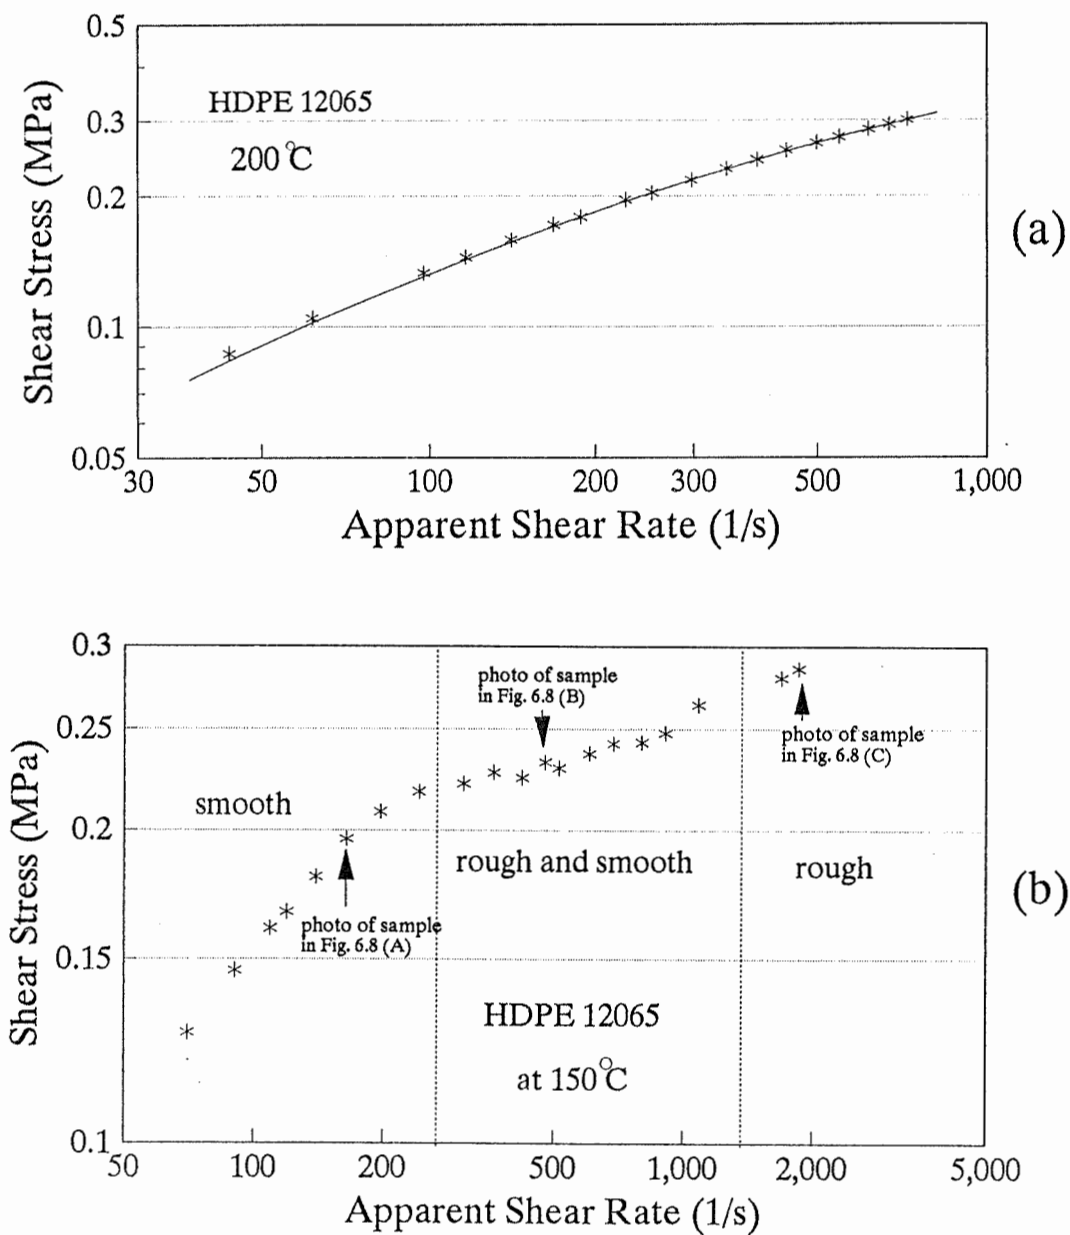 0.5
0.3
0.2
0.1
0.05
Shear Stress (MPa)
HDPE 12065
200°C
30 50 100 200 300 500 1,000
Apparent Shear Rate (1/s)
(a)
0.3
0.25
0.2
0.15
0.1
Shear Stress (MPa)
photo of sample
in Fig. 6.8 (B)
photo of sample
in Fig. 6.8 (C)
smooth
rough and smooth
rough
photo of sample
in Fig. 6.8 (A)
HDPE 12065
at 150°C
50 100 200 500 1,000 2,000 5,000
Apparent Shear Rate (1/s)
(b)